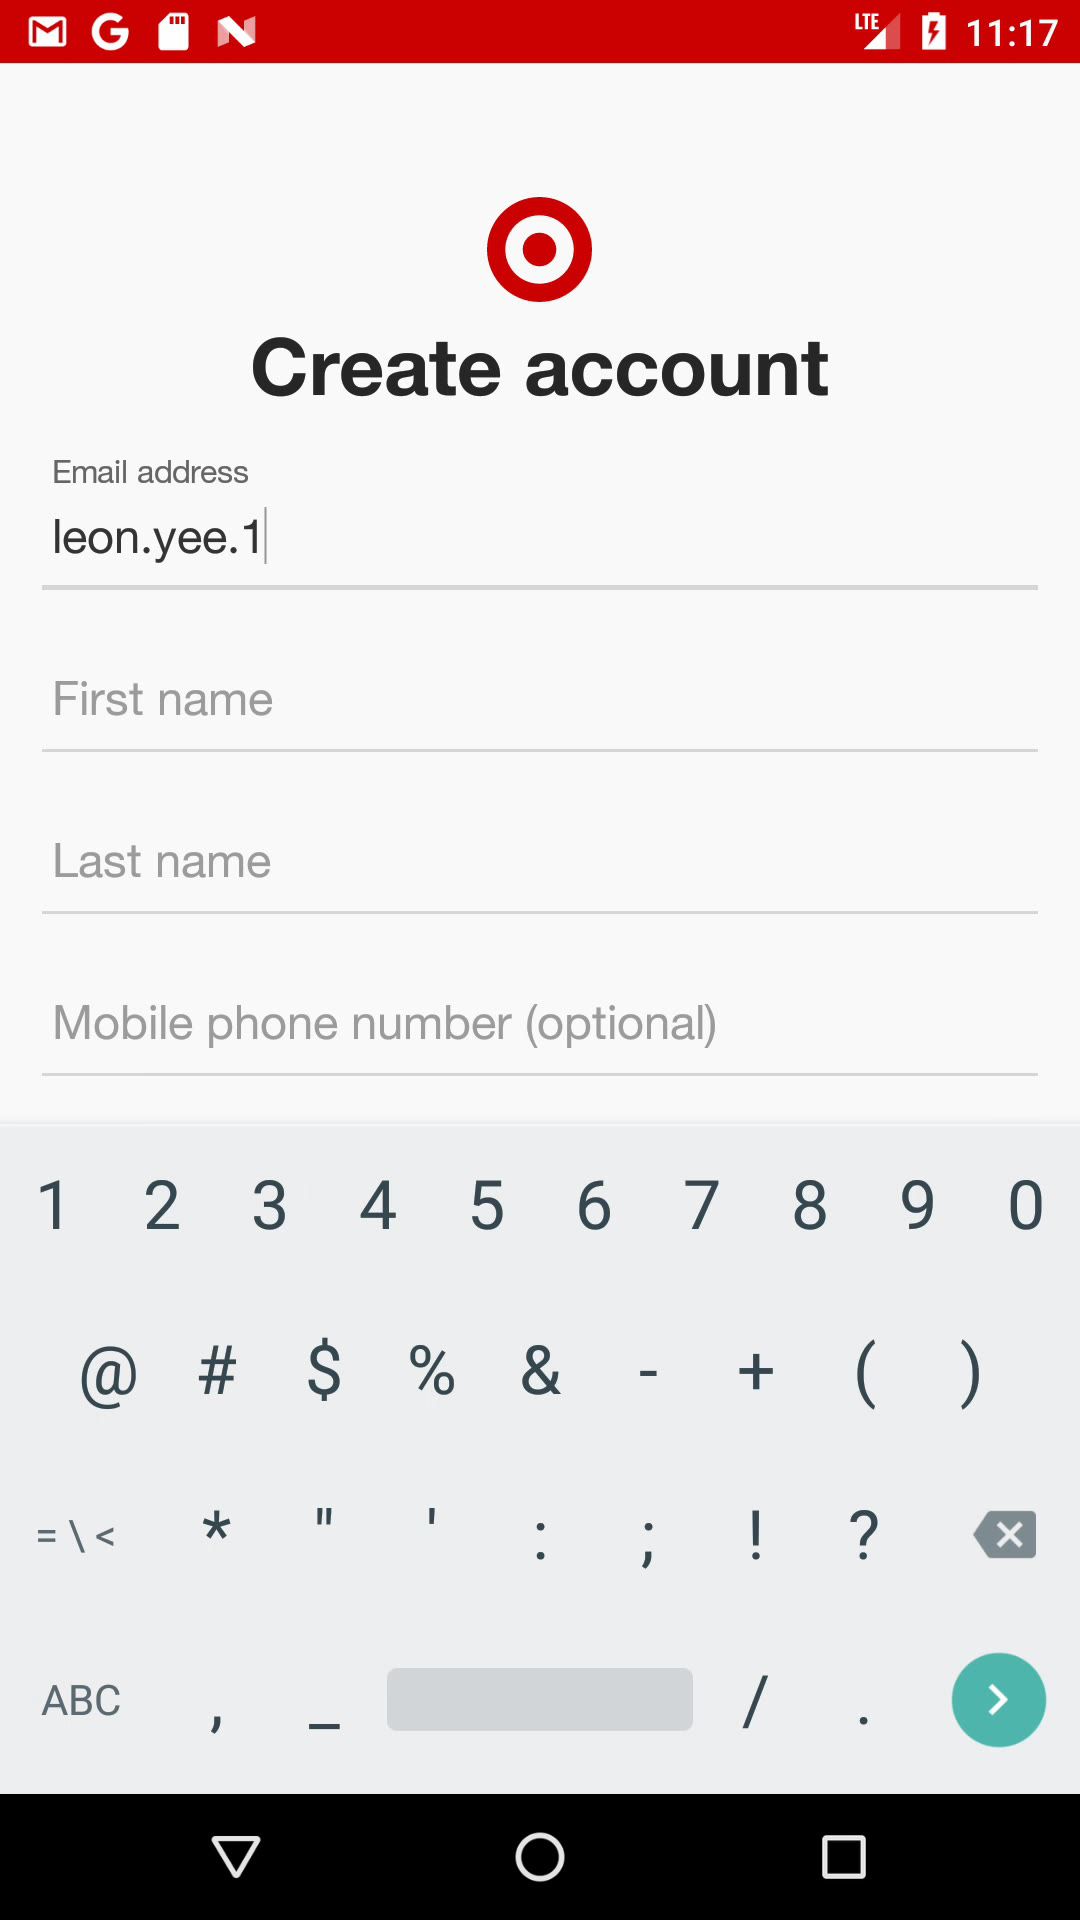 LTE 11:17
Create account
Email address
leon.yee.1
First name
Last name
Mobile phone number (optional)
1 2 3 4 5 6 7 8 9 0
@ # $ % & - + ( )
= \ < * " ' : ; ! ?
ABC , _ / .